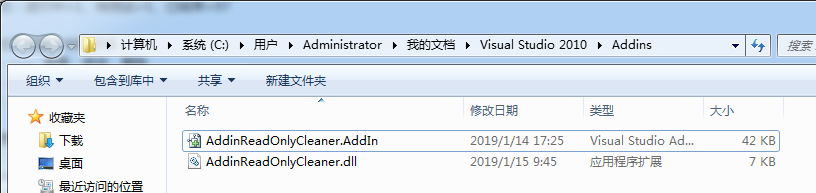 计算机 ▸ 系统 (C:) ▸ 用户 ▸ Administrator ▸ 我的文档 ▸ Visual Studio 2010 ▸ Addins
搜索
组织 包含到库中 共享 新建文件夹
收藏夹 名称 修改日期 类型 大小
下载 AddinReadOnlyCleaner.AddIn 2019/1/14 17:25 Visual Studio Ad... 42 KB
桌面 AddinReadOnlyCleaner.dll 2019/1/15 9:45 应用程序扩展 7 KB
最近访问的位置